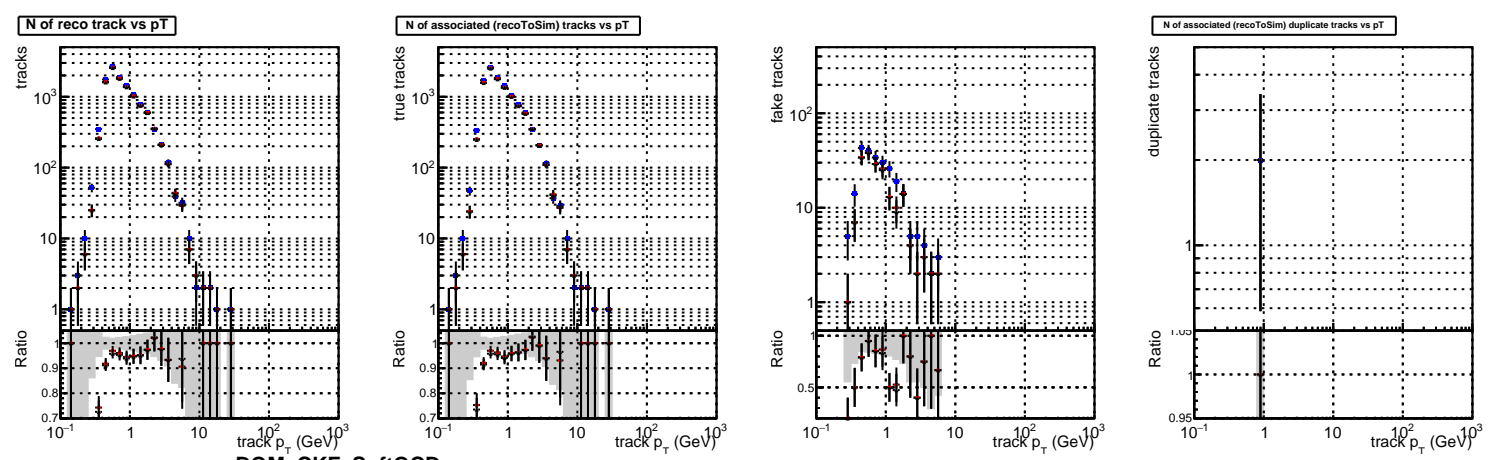 N of reco track vs pT
N of associated (recoToSim) tracks vs pT
N of associated (recoToSim) duplicate tracks vs pT
tracks
10³
10²
10
1
Ratio
1
0.9
0.8
0.7
10⁻¹ 1 10 10² 10³
track p_T (GeV)
true tracks
10³
10²
10
1
Ratio
1
0.9
0.8
0.7
10⁻¹ 1 10 10² 10³
track p_T (GeV)
fake tracks
10²
10
1
Ratio
1
0.5
10⁻¹ 1 10 10² 10³
track p_T (GeV)
duplicate tracks
1
Ratio
1.05
1
0.95
10⁻¹ 1 10 10² 10³
track p_T (GeV)